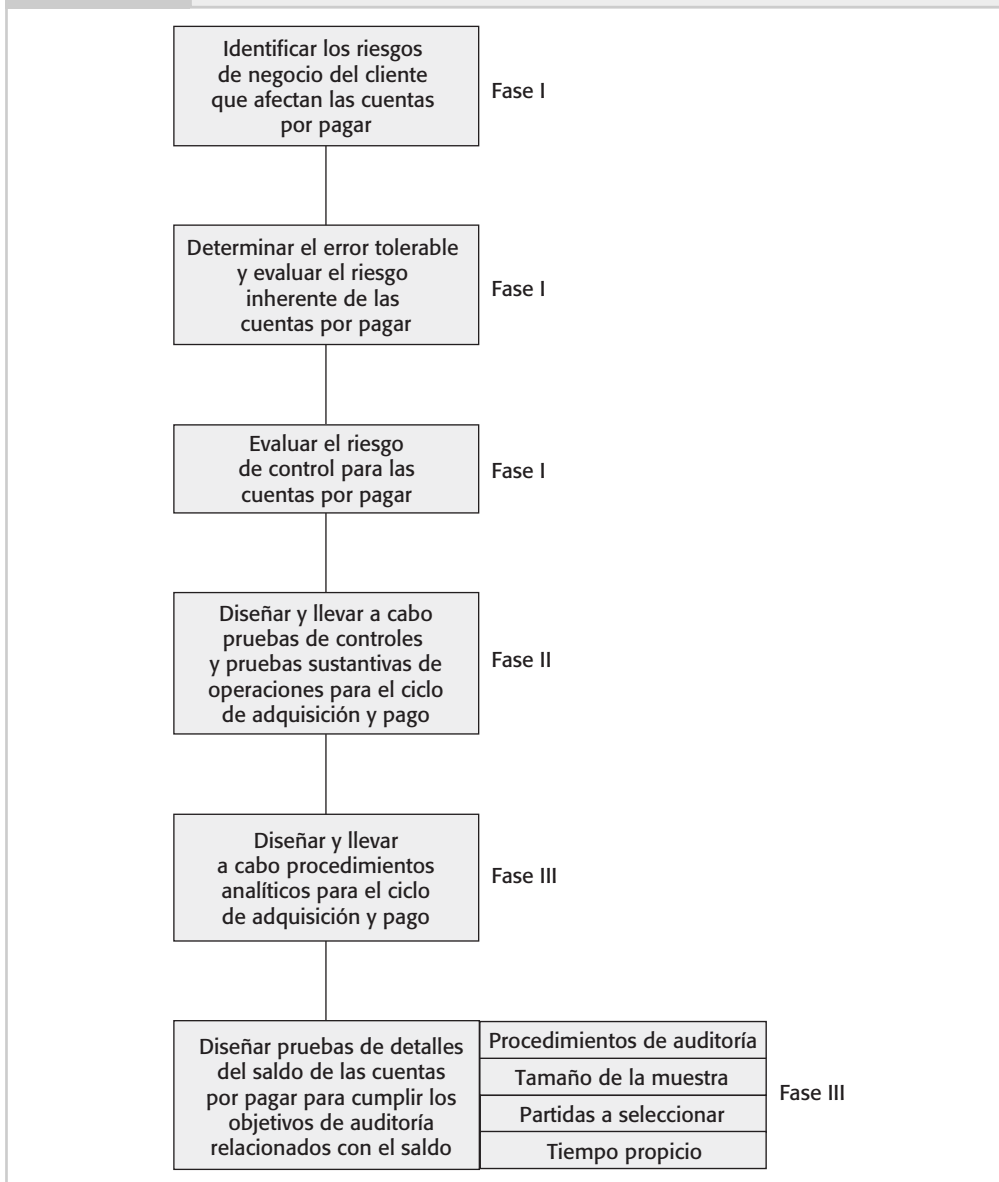 Identificar los riesgos
de negocio del cliente
que afectan las cuentas
por pagar
Fase I
Determinar el error tolerable
y evaluar el riesgo
inherente de las
cuentas por pagar
Fase I
Evaluar el riesgo
de control para las
cuentas por pagar
Fase I
Diseñar y llevar a cabo
pruebas de controles
y pruebas sustantivas de
operaciones para el ciclo
de adquisición y pago
Fase II
Diseñar y llevar
a cabo procedimientos
analíticos para el ciclo
de adquisición y pago
Fase III
Diseñar pruebas de detalles
del saldo de las cuentas
por pagar para cumplir los
objetivos de auditoría
relacionados con el saldo
Procedimientos de auditoría
Tamaño de la muestra
Partidas a seleccionar
Tiempo propicio
Fase III